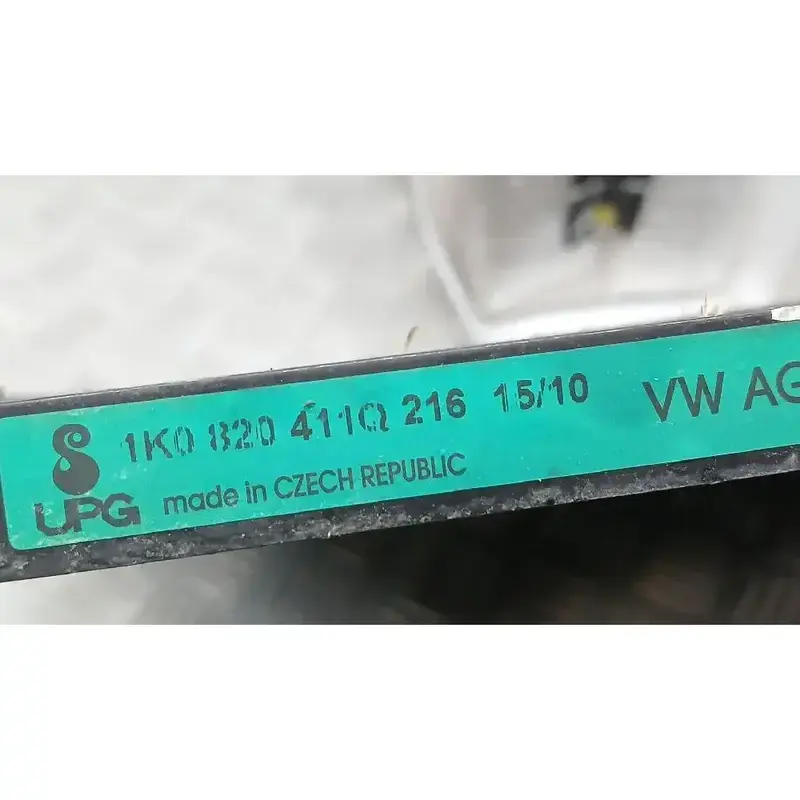 1K0 820 411Q 216 15/10 VW AG
UPG made in CZECH REPUBLIC